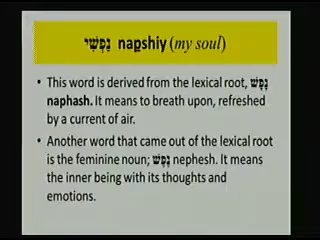 נַפְשִׁי napshiy (my soul)
• This word is derived from the lexical root, נָפָשׁ
naphash. It means to breath upon, refreshed
by a current of air.
• Another word that came out of the lexical root
is the feminine noun; נֶפֶשׁ nephesh. It means
the inner being with its thoughts and
emotions.